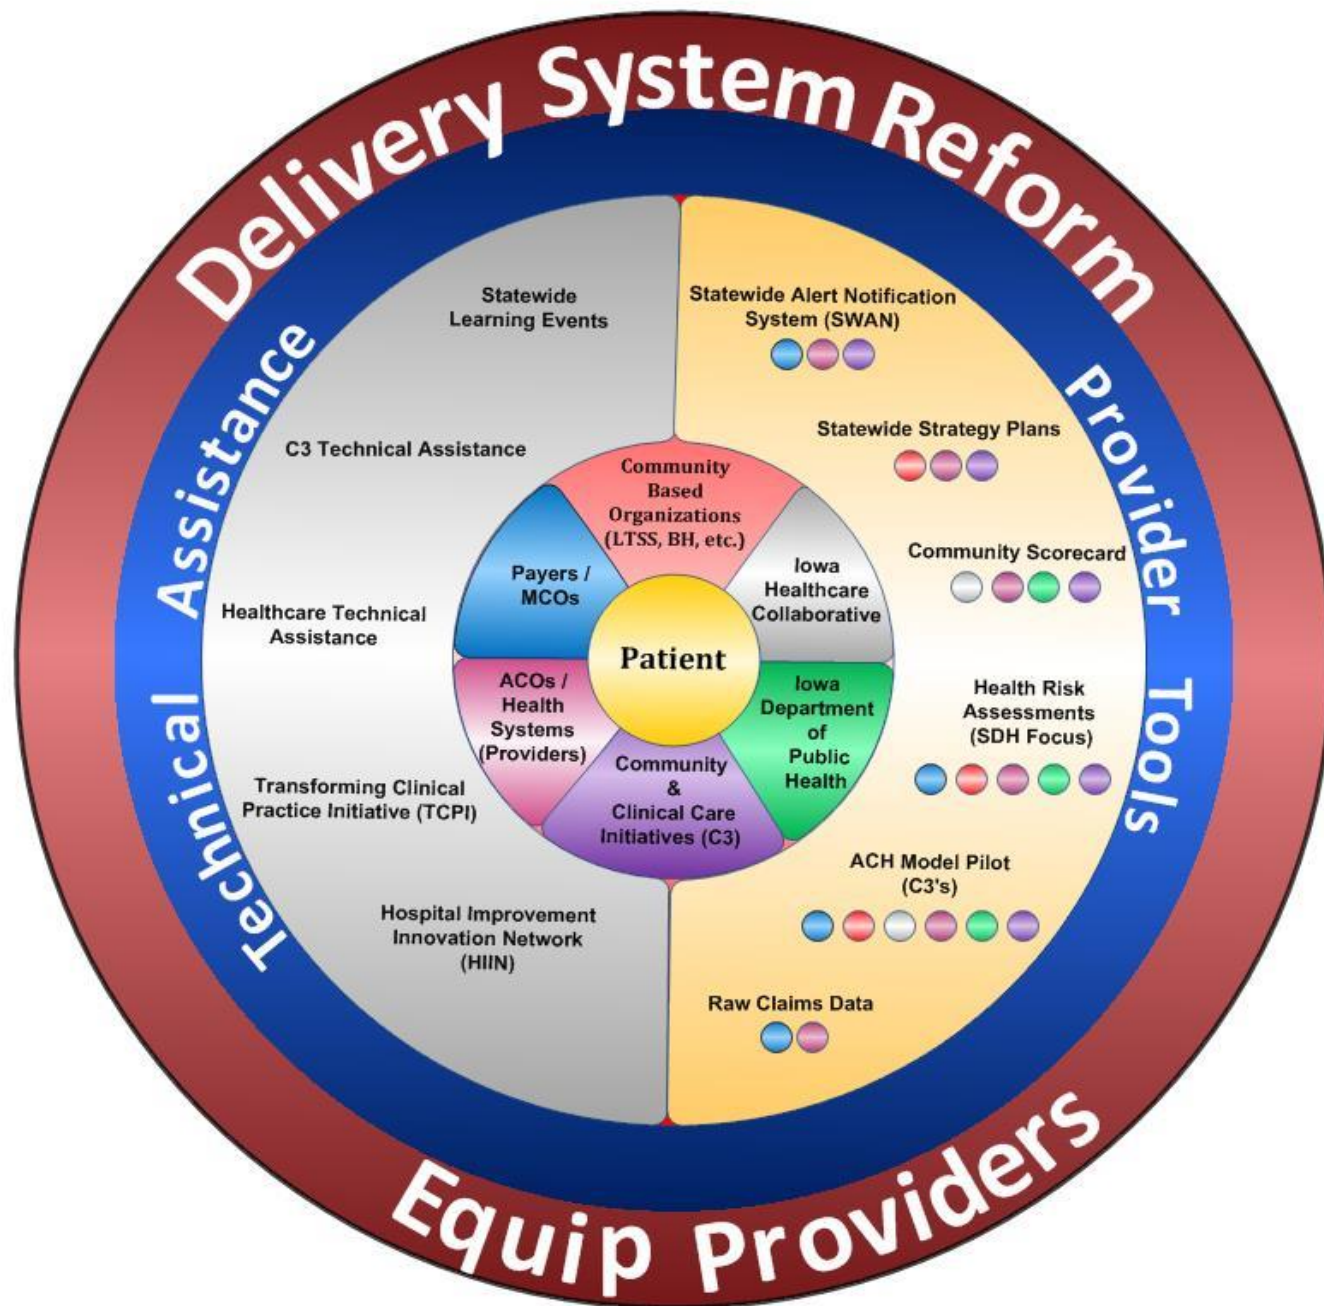 Delivery System Reform
Technical Assistance
Provider Tools
Statewide
Learning Events
C3 Technical Assistance
Healthcare Technical
Assistance
Transforming Clinical
Practice Initiative (TCPI)
Hospital Improvement
Innovation Network
(HIIN)
Statewide Alert Notification
System (SWAN)
Statewide Strategy Plans
Community Scorecard
Health Risk
Assessments
(SDH Focus)
ACH Model Pilot
(C3's)
Raw Claims Data
Community
Based
Organizations
(LTSS, BH, etc.)
Payers /
MCOs
Iowa
Healthcare
Collaborative
Patient
ACOs /
Health
Systems
(Providers)
Iowa
Department
of
Public
Health
Community
&
Clinical Care
Initiatives (C3)
Equip Providers